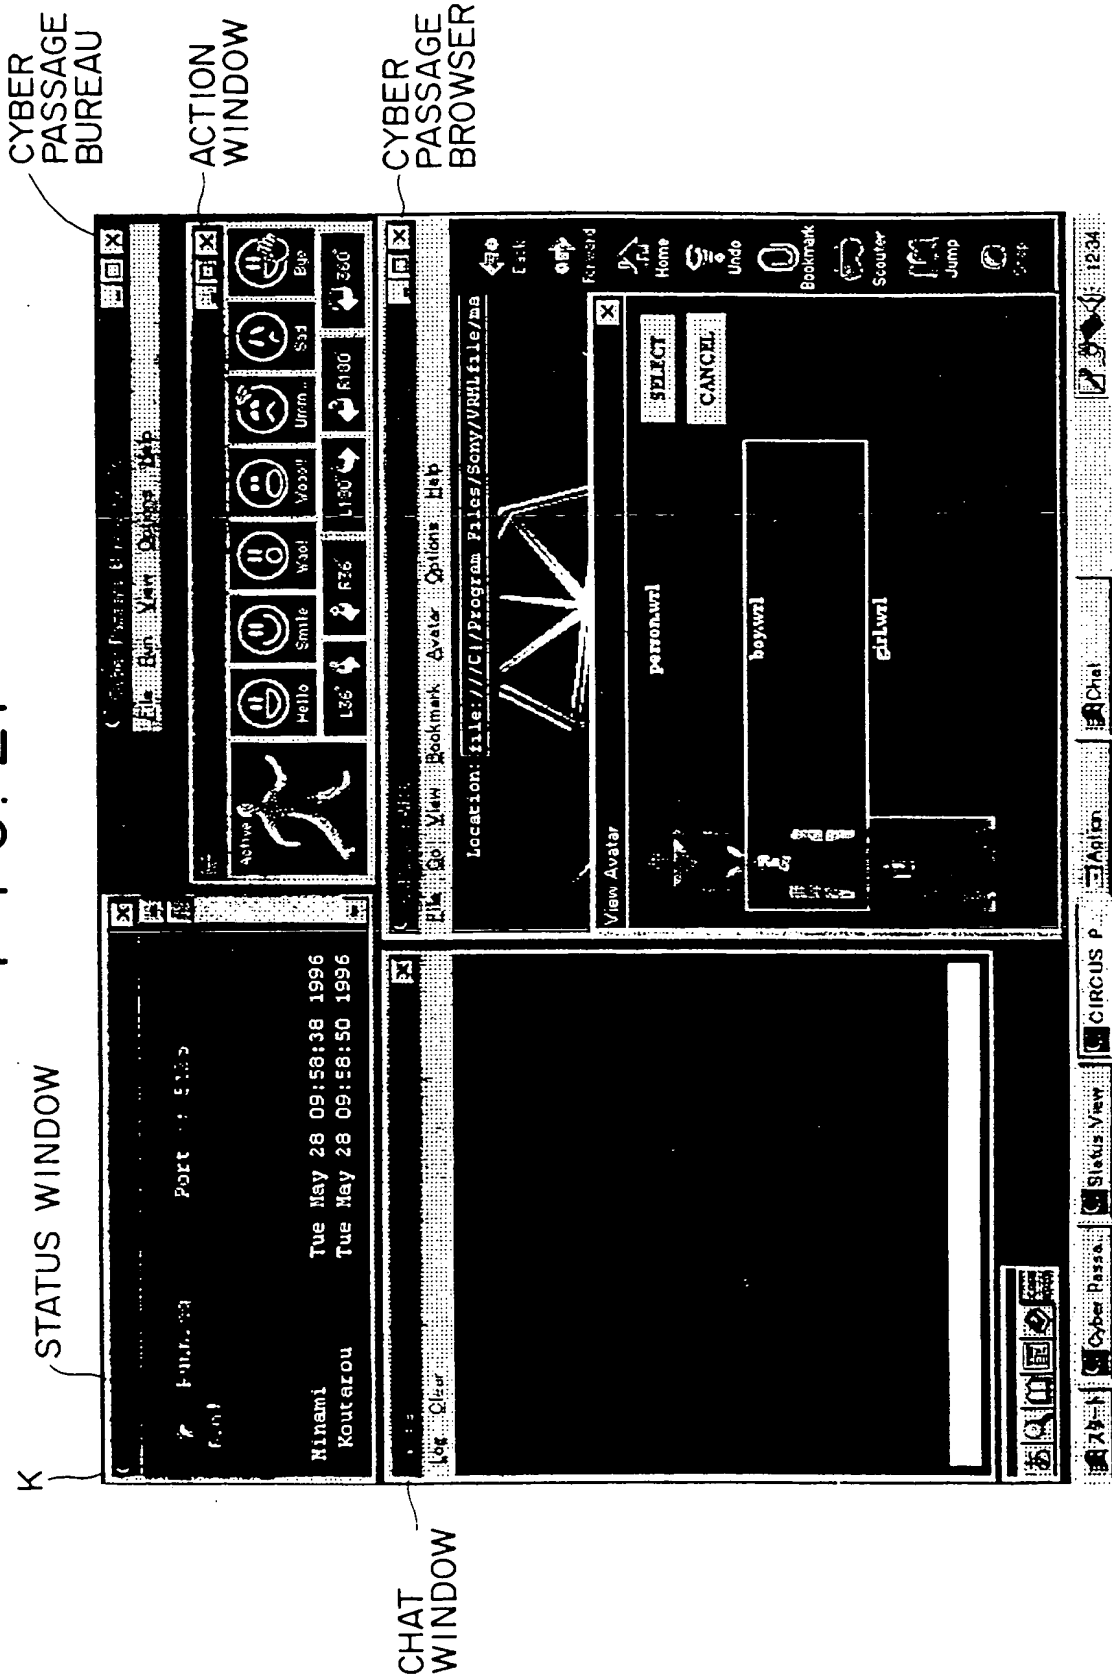 K
STATUS WINDOW
CYBER
PASSAGE
BUREAU
ACTION
WINDOW
CYBER
PASSAGE
BROWSER
CHAT
WINDOW
Port
Minami Tue May 28 09:58:38 1996
Koutarou Tue May 28 09:58:50 1996
File Run View Options Help
Active
Hello
Smile
Wao!
Wooo!!
Umm...
Sad
Bye
L36°
R36°
L180°
R180°
360°
Log Clear
File Go View Bookmark Avatar Options Help
Location: file:///C|/Program Files/Sony/VRMLfile/ma
Back
Forward
Home
Undo
Bookmark
Scouter
Jump
View Avatar
person.wrl
boy.wrl
girl.wrl
SELECT
CANCEL
スタート
Cyber Passa..
Status View
CIRCUS P..
Action
Chat
12:34